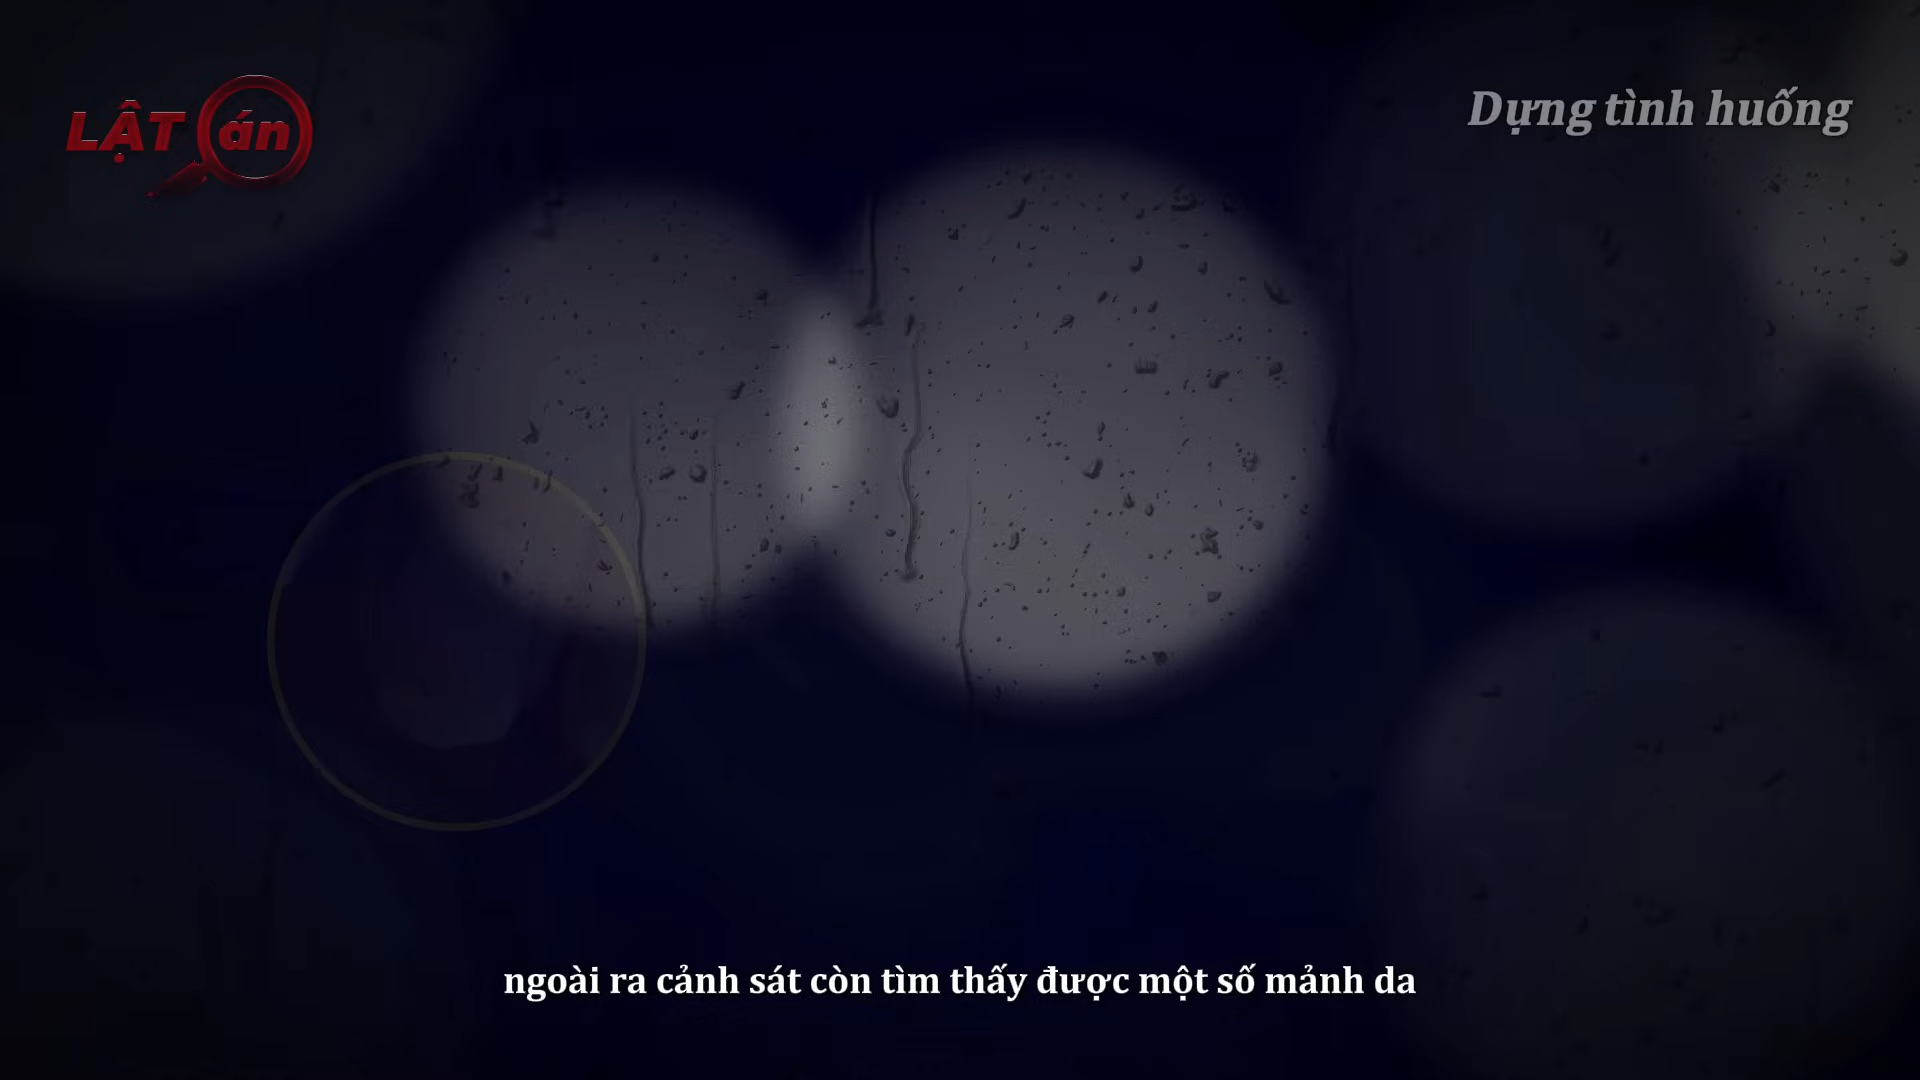 LẬT án
Dựng tình huống
ngoài ra cảnh sát còn tìm thấy được một số mảnh da